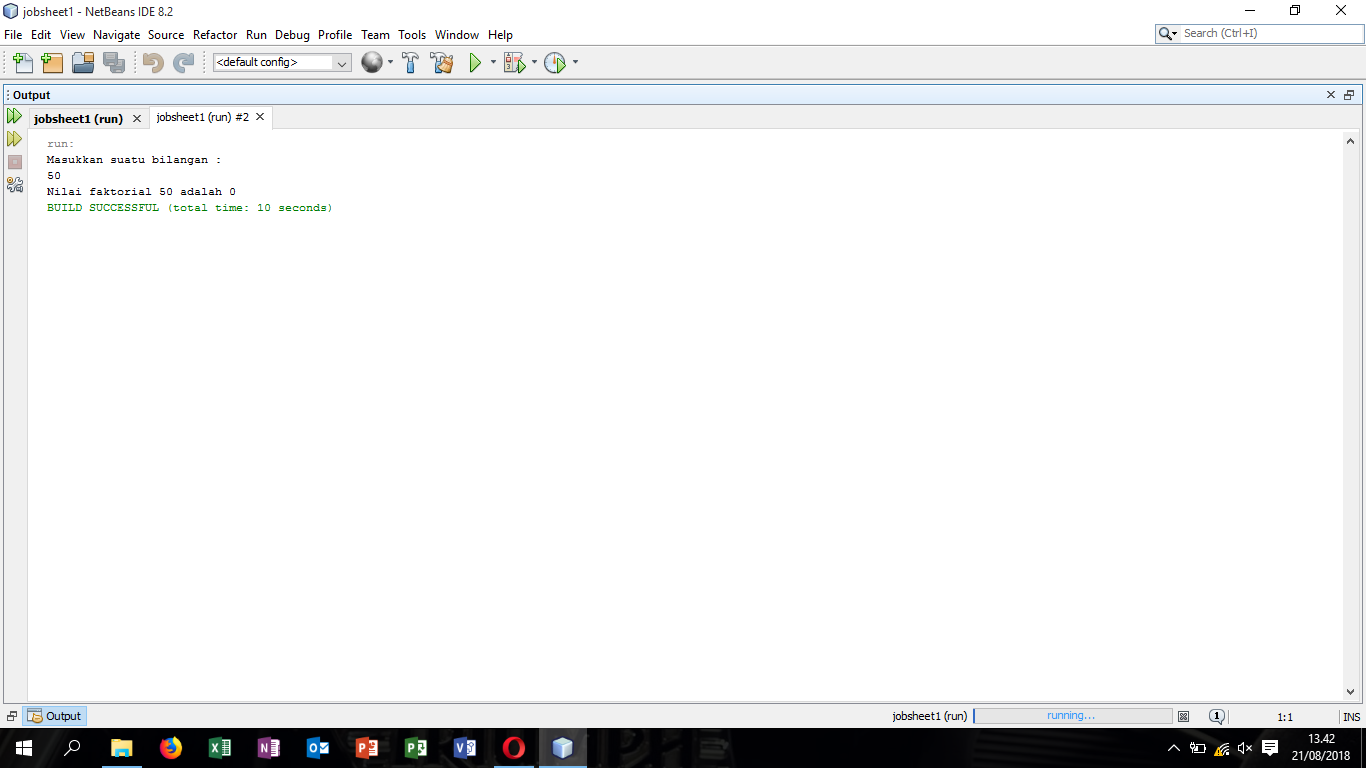 jobsheet1 - NetBeans IDE 8.2
File Edit View Navigate Source Refactor Run Debug Profile Team Tools Window Help
Search (Ctrl+I)
<default config>
Output
jobsheet1 (run)
jobsheet1 (run) #2
run:
Masukkan suatu bilangan :
50
Nilai faktorial 50 adalah 0
BUILD SUCCESSFUL (total time: 10 seconds)
Output
jobsheet1 (run)
running...
1
1:1
INS
13.42
21/08/2018